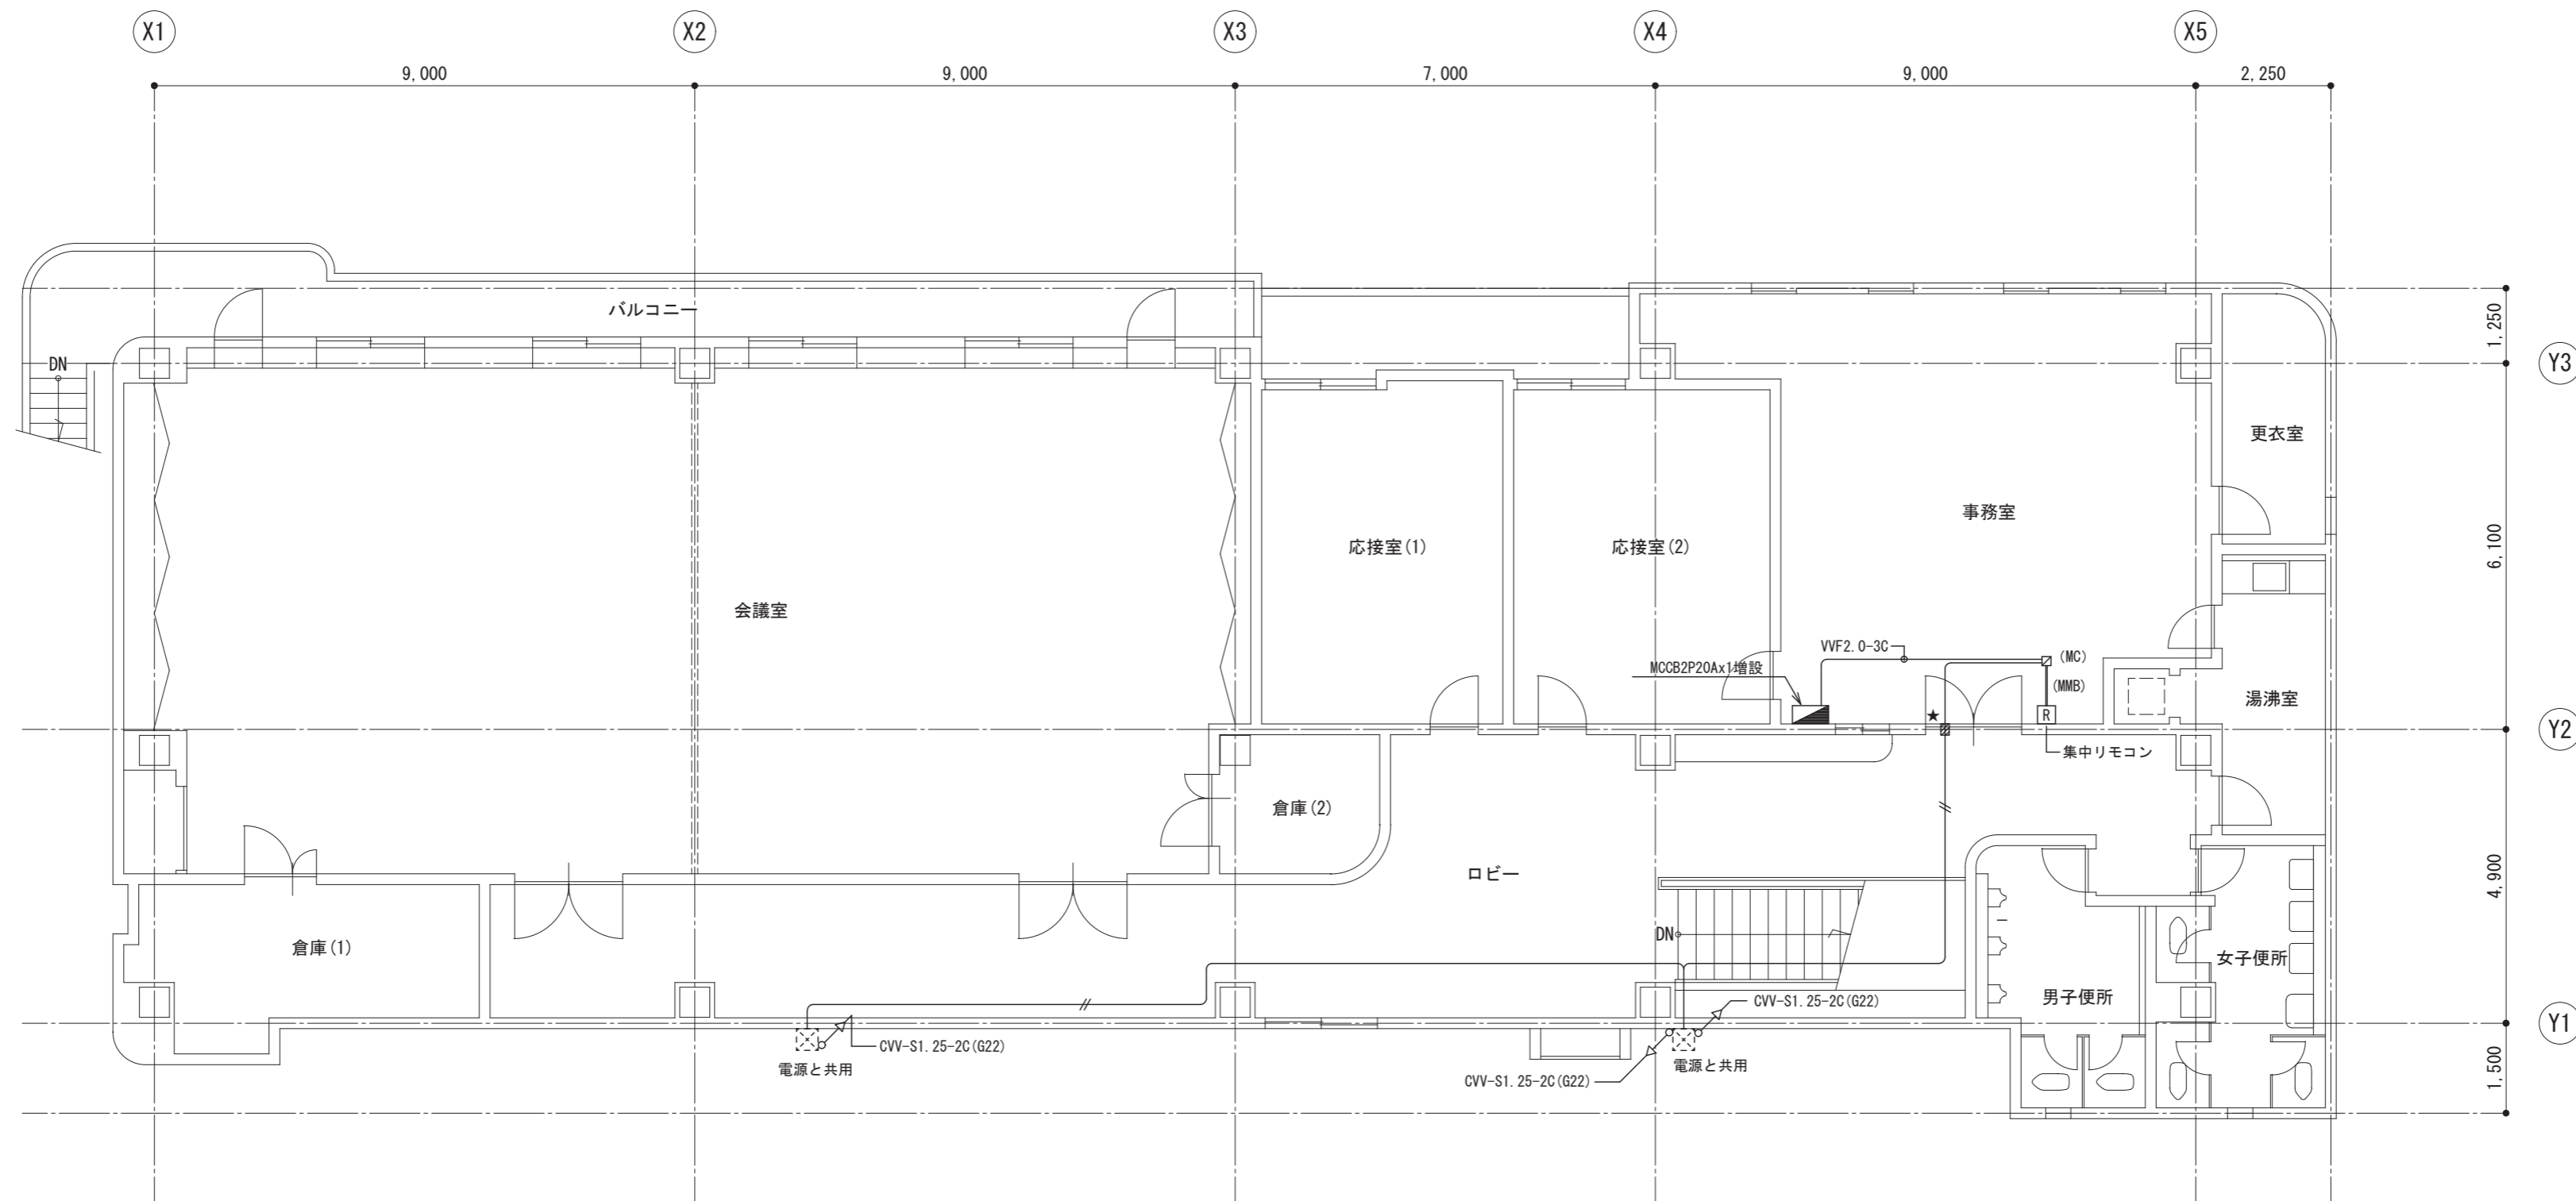 X1
X2
X3
X4
X5
9,000
9,000
7,000
9,000
2,250
バルコニー
1,250
DN
Y3
更衣室
事務室
6,100
応接室(1)
応接室(2)
会議室
VVF2.0-3C
(MC)
MCCB2P20Ax1増設
(MMB)
湯沸室
★
R
Y2
集中リモコン
倉庫(2)
ロビー
4,900
DN
倉庫(1)
女子便所
男子便所
CVV-S1.25-2C(G22)
Y1
CVV-S1.25-2C(G22)
電源と共用
電源と共用
CVV-S1.25-2C(G22)
1,500